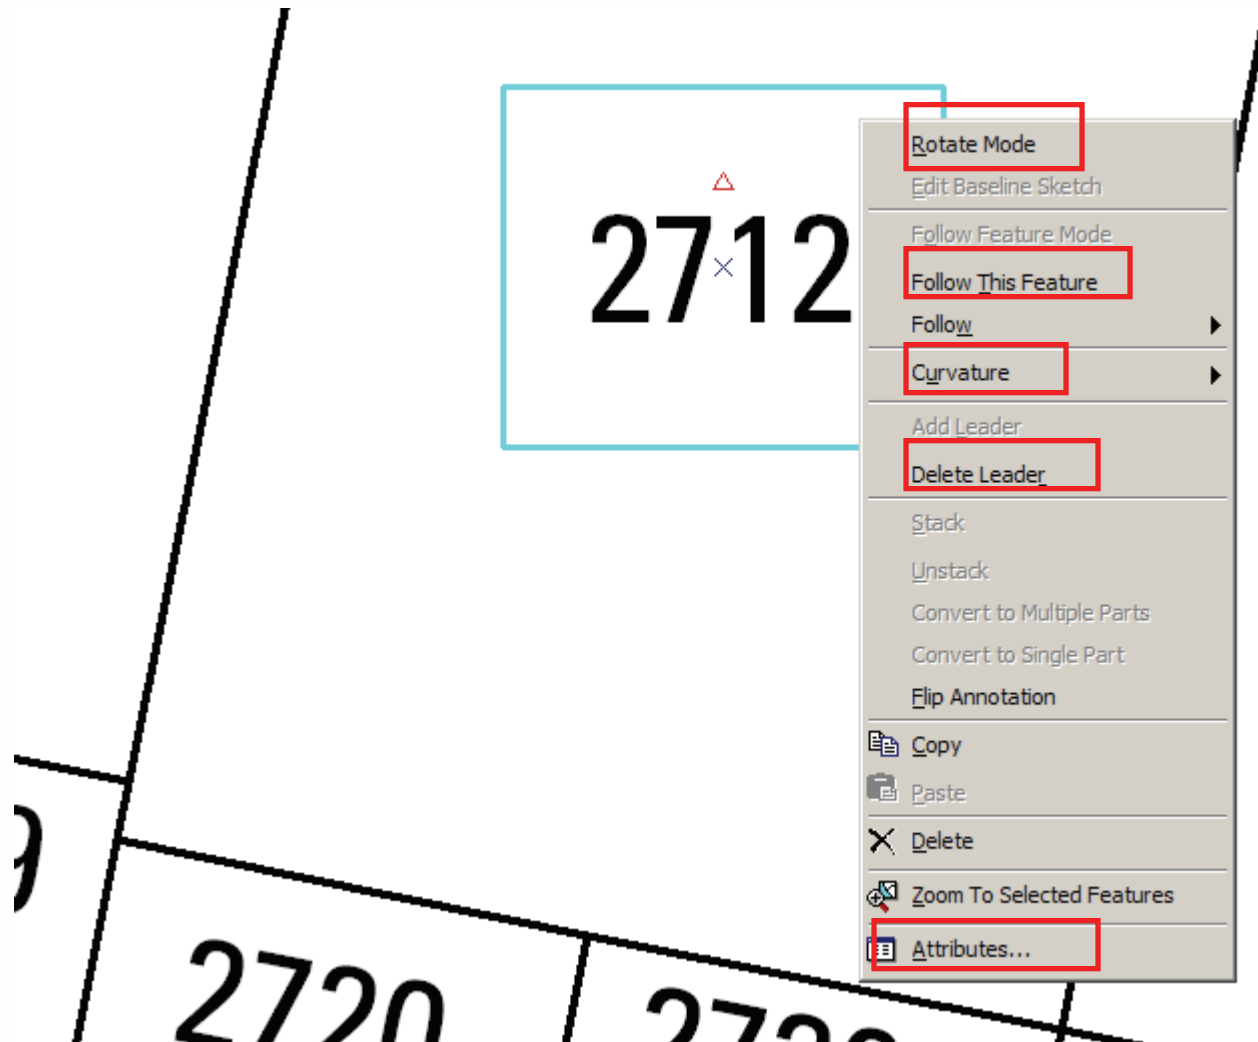 2712
Rotate Mode
Edit Baseline Sketch
Follow Feature Mode
Follow This Feature
Follow
Curvature
Add Leader
Delete Leader
Stack
Unstack
Convert to Multiple Parts
Convert to Single Part
Flip Annotation
Copy
Paste
Delete
Zoom To Selected Features
Attributes...
9
2720